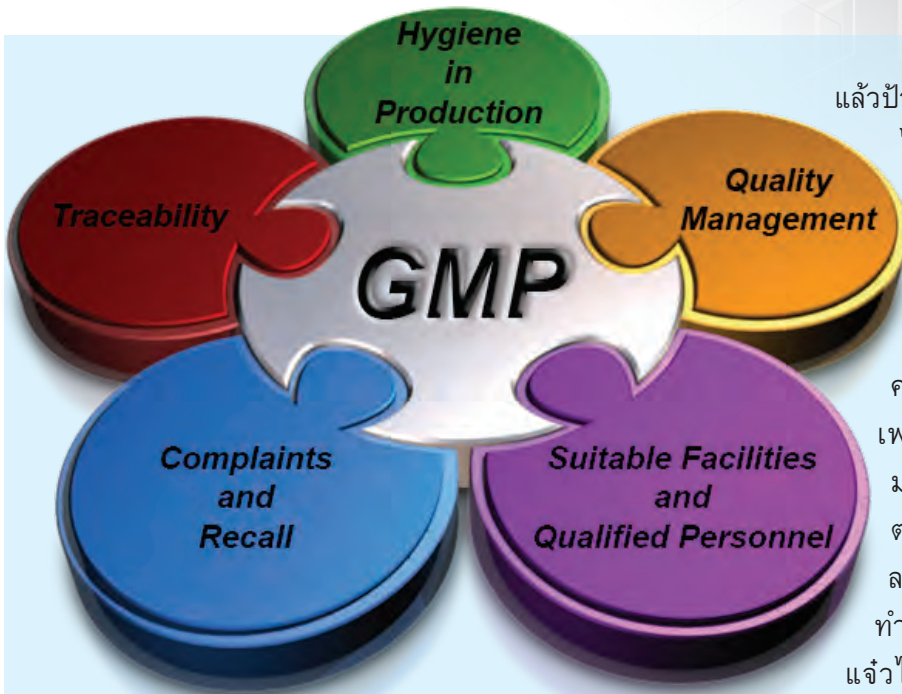 Hygiene
in
Production
Traceability
Quality
Management
GMP
Complaints
and
Recall
Suitable Facilities
and
Qualified Personnel